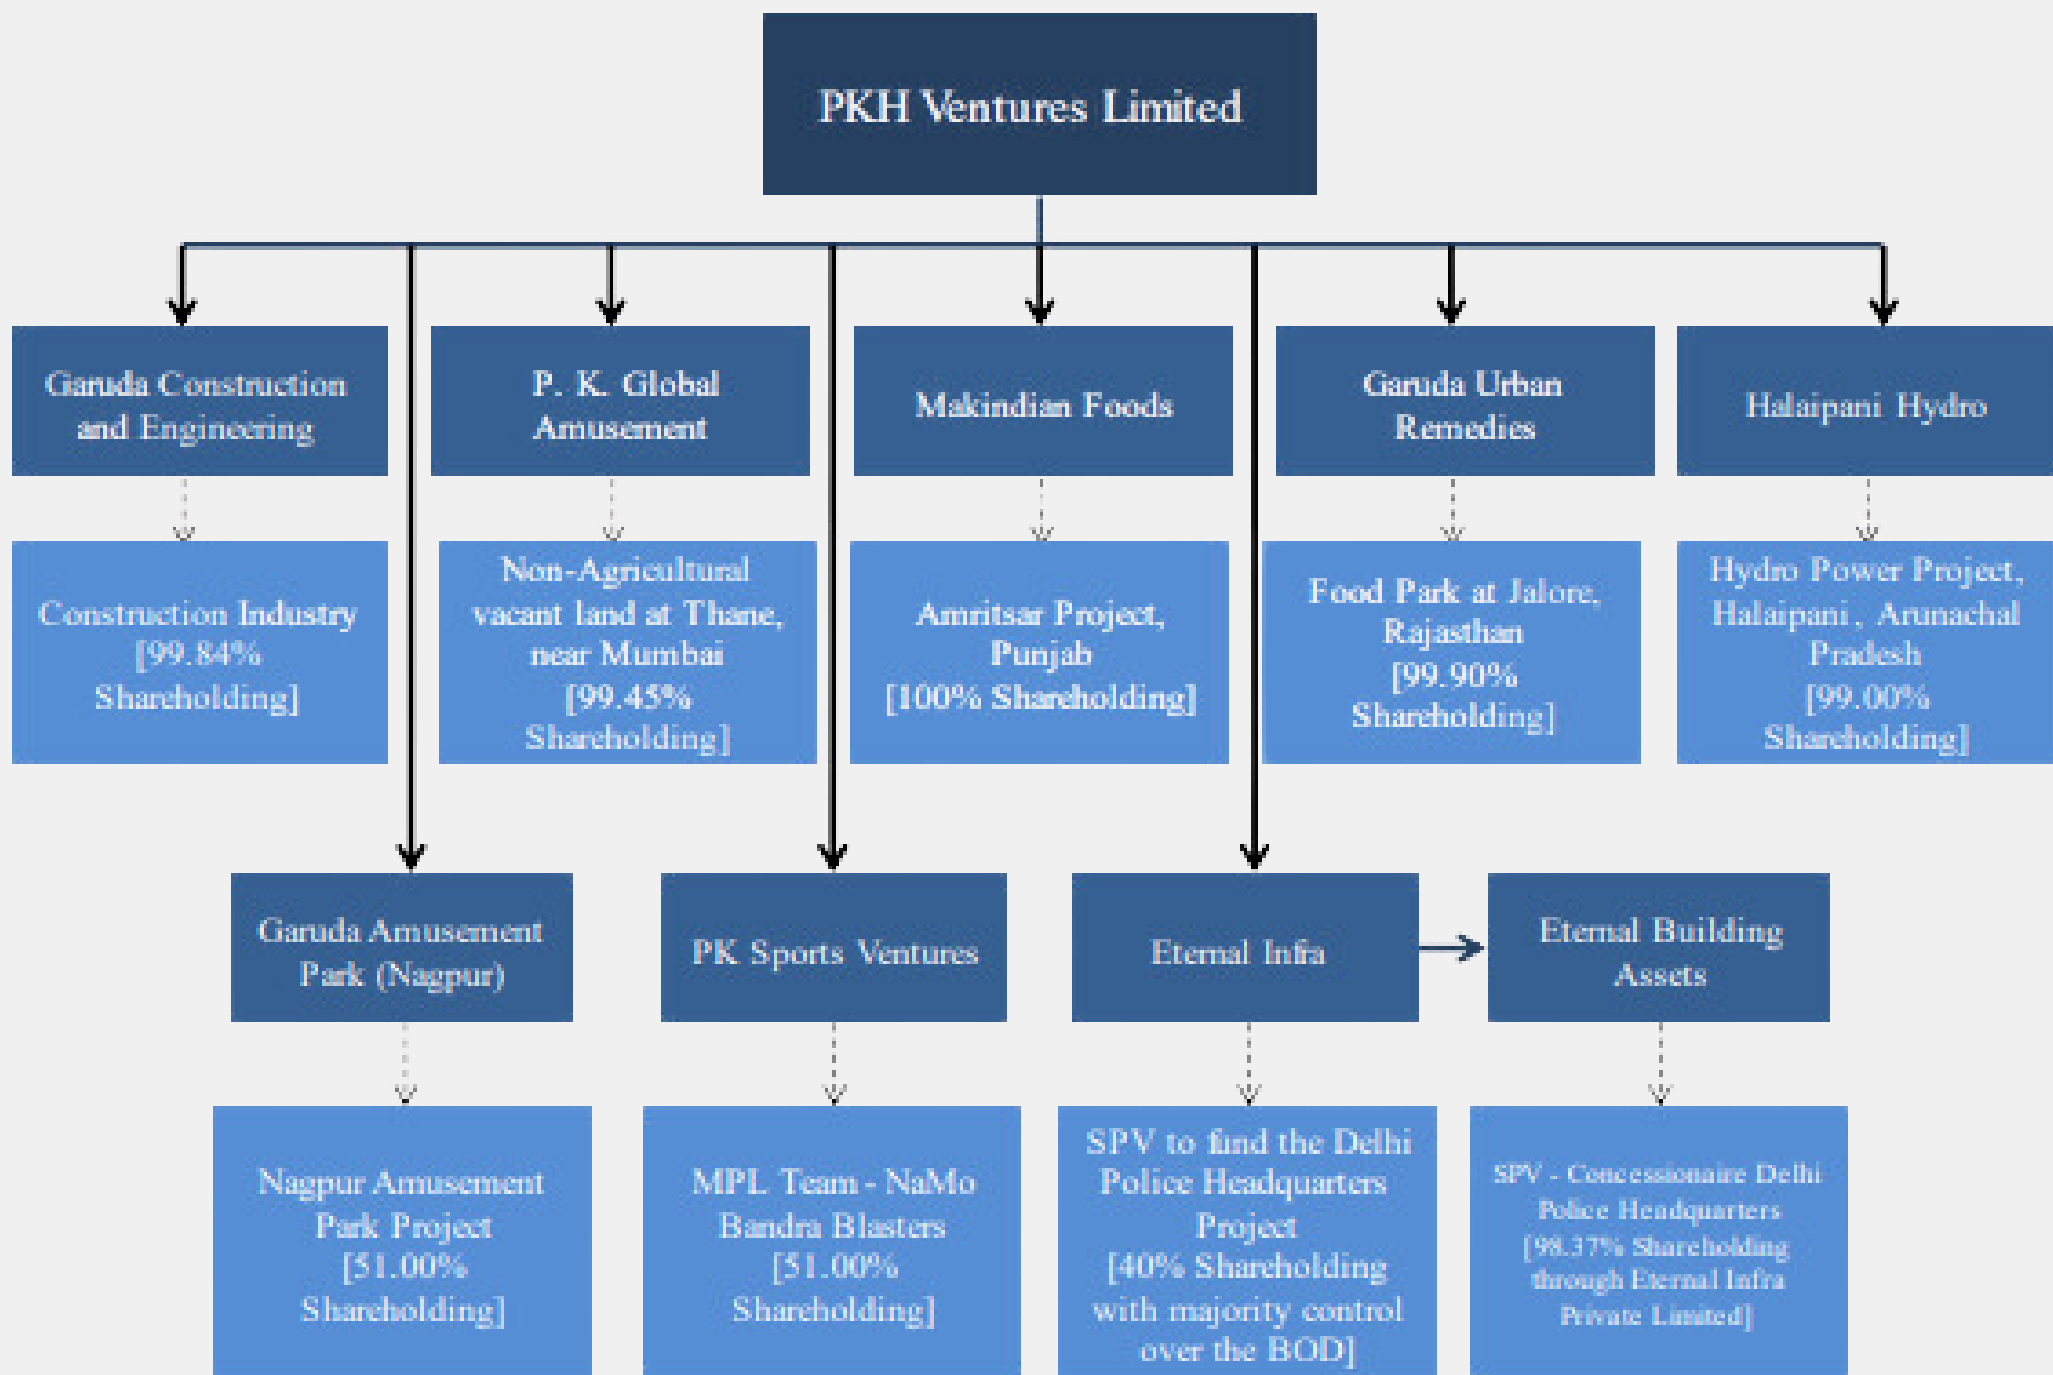 PKH Ventures Limited
Garuda Construction
and Engineering
P. K. Global
Amusement
Makindian Foods
Garuda Urban
Remedies
Halaipani Hydro
Construction Industry
[99.84%
Shareholding]
Non-Agricultural
vacant land at Thane,
near Mumbai
[99.45%
Shareholding]
Amritsar Project,
Punjab
[100% Shareholding]
Food Park at Jalore,
Rajasthan
[99.90%
Shareholding]
Hydro Power Project,
Halaipani, Arunachal
Pradesh
[99.00%
Shareholding]
Garuda Amusement
Park (Nagpur)
PK Sports Ventures
Eternal Infra
Eternal Building
Assets
Nagpur Amusement
Park Project
[51.00%
Shareholding]
MPL Team - NaMo
Bandra Blasters
[51.00%
Shareholding]
SPV to fund the Delhi
Police Headquarters
Project
[40% Shareholding
with majority control
over the BOD]
SPV - Concessionaire Delhi
Police Headquarters
[98.37% Shareholding
through Eternal Infra
Private Limited]